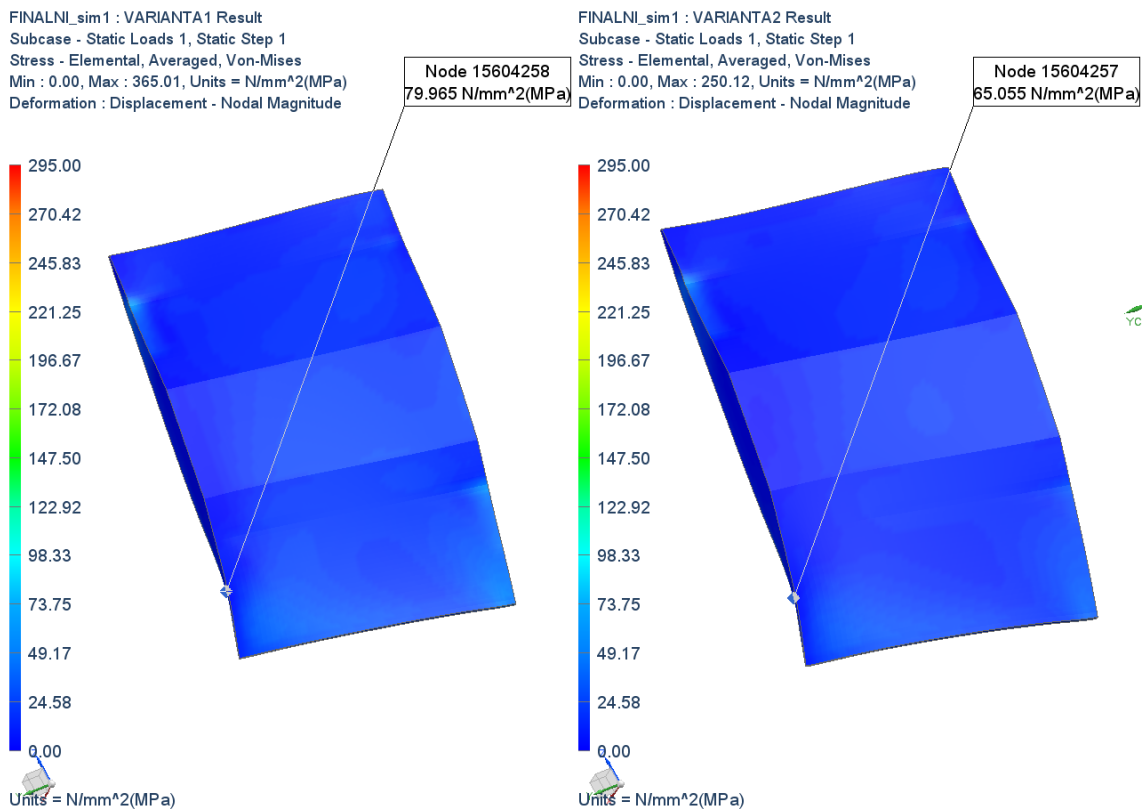 FINALNI_sim1 : VARIANTA1 Result
Subcase - Static Loads 1, Static Step 1
Stress - Elemental, Averaged, Von-Mises
Min : 0.00, Max : 365.01, Units = N/mm^2(MPa)
Deformation : Displacement - Nodal Magnitude
Node 15604258
79.965 N/mm^2(MPa)
295.00
270.42
245.83
221.25
196.67
172.08
147.50
122.92
98.33
73.75
49.17
24.58
0.00
Units = N/mm^2(MPa)
FINALNI_sim1 : VARIANTA2 Result
Subcase - Static Loads 1, Static Step 1
Stress - Elemental, Averaged, Von-Mises
Min : 0.00, Max : 250.12, Units = N/mm^2(MPa)
Deformation : Displacement - Nodal Magnitude
Node 15604257
65.055 N/mm^2(MPa)
295.00
270.42
245.83
221.25
196.67
172.08
147.50
122.92
98.33
73.75
49.17
24.58
0.00
Units = N/mm^2(MPa)
YC